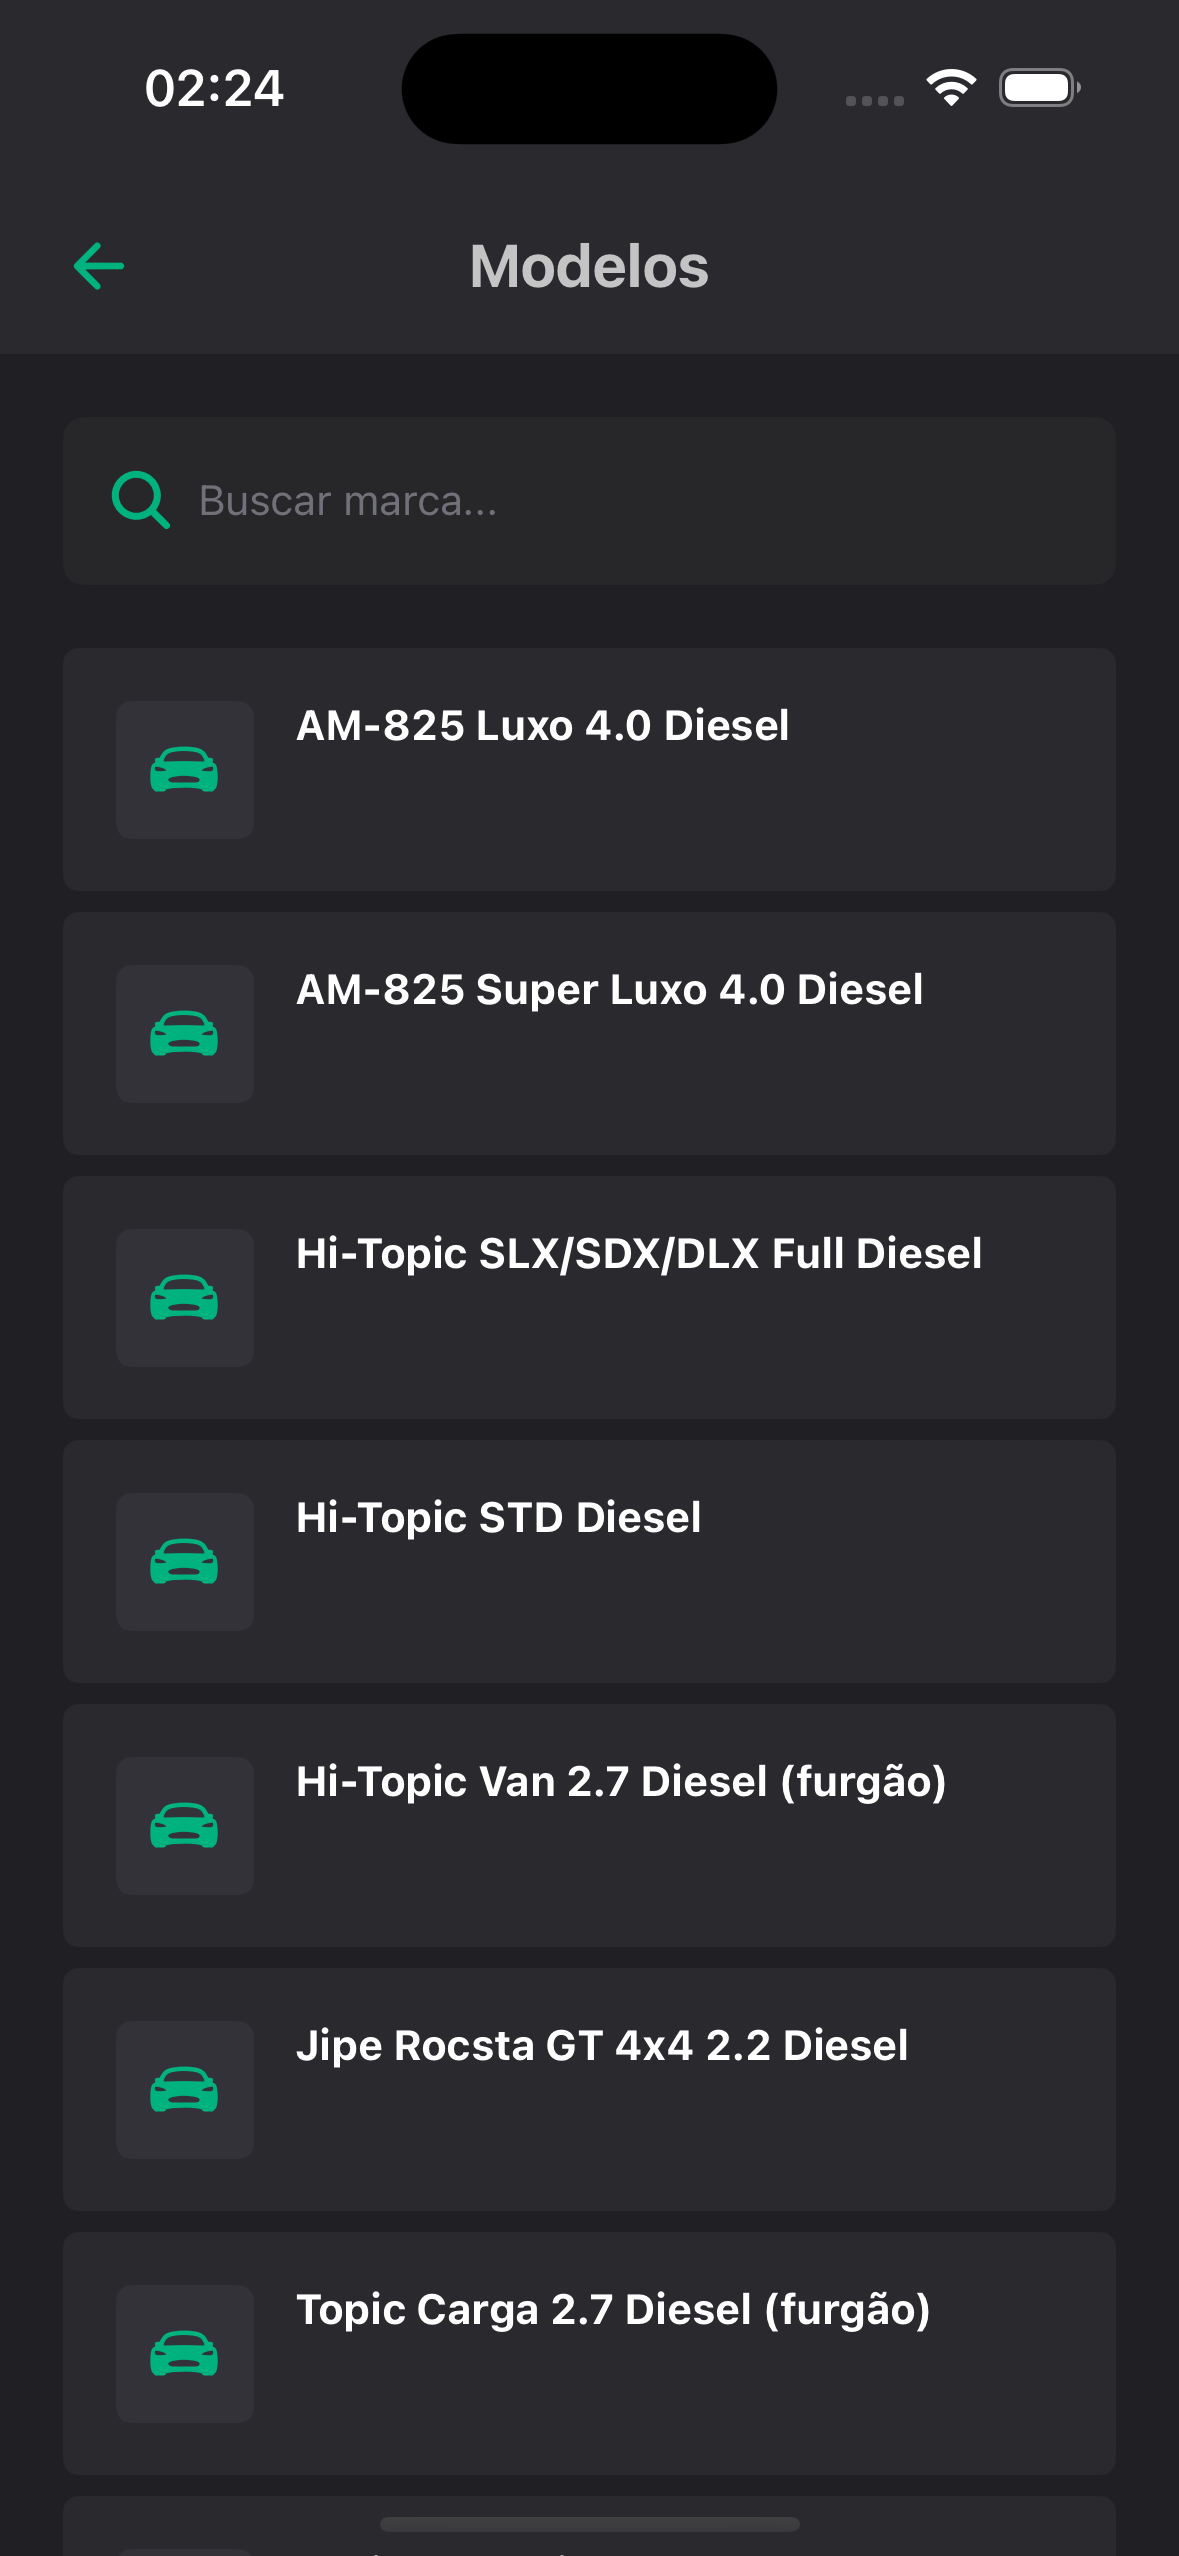 02:24
Modelos
Buscar marca...
AM-825 Luxo 4.0 Diesel
AM-825 Super Luxo 4.0 Diesel
Hi-Topic SLX/SDX/DLX Full Diesel
Hi-Topic STD Diesel
Hi-Topic Van 2.7 Diesel (furgão)
Jipe Rocsta GT 4x4 2.2 Diesel
Topic Carga 2.7 Diesel (furgão)